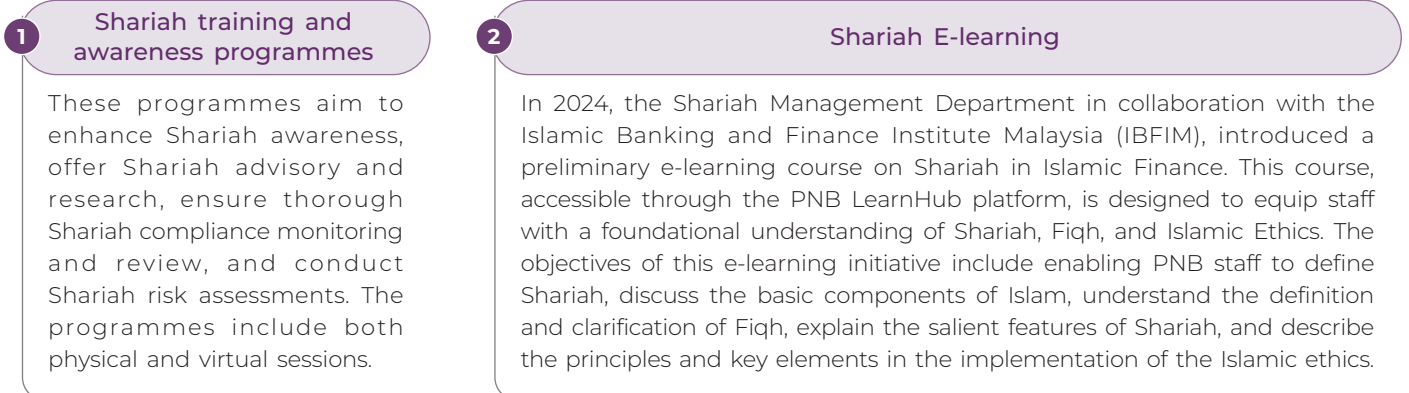 1
Shariah training and
awareness programmes
These programmes aim to
enhance Shariah awareness,
offer Shariah advisory and
research, ensure thorough
Shariah compliance monitoring
and review, and conduct
Shariah risk assessments. The
programmes include both
physical and virtual sessions.
2
Shariah E-learning
In 2024, the Shariah Management Department in collaboration with the
Islamic Banking and Finance Institute Malaysia (IBFIM), introduced a
preliminary e-learning course on Shariah in Islamic Finance. This course,
accessible through the PNB LearnHub platform, is designed to equip staff
with a foundational understanding of Shariah, Fiqh, and Islamic Ethics. The
objectives of this e-learning initiative include enabling PNB staff to define
Shariah, discuss the basic components of Islam, understand the definition
and clarification of Fiqh, explain the salient features of Shariah, and describe
the principles and key elements in the implementation of the Islamic ethics.